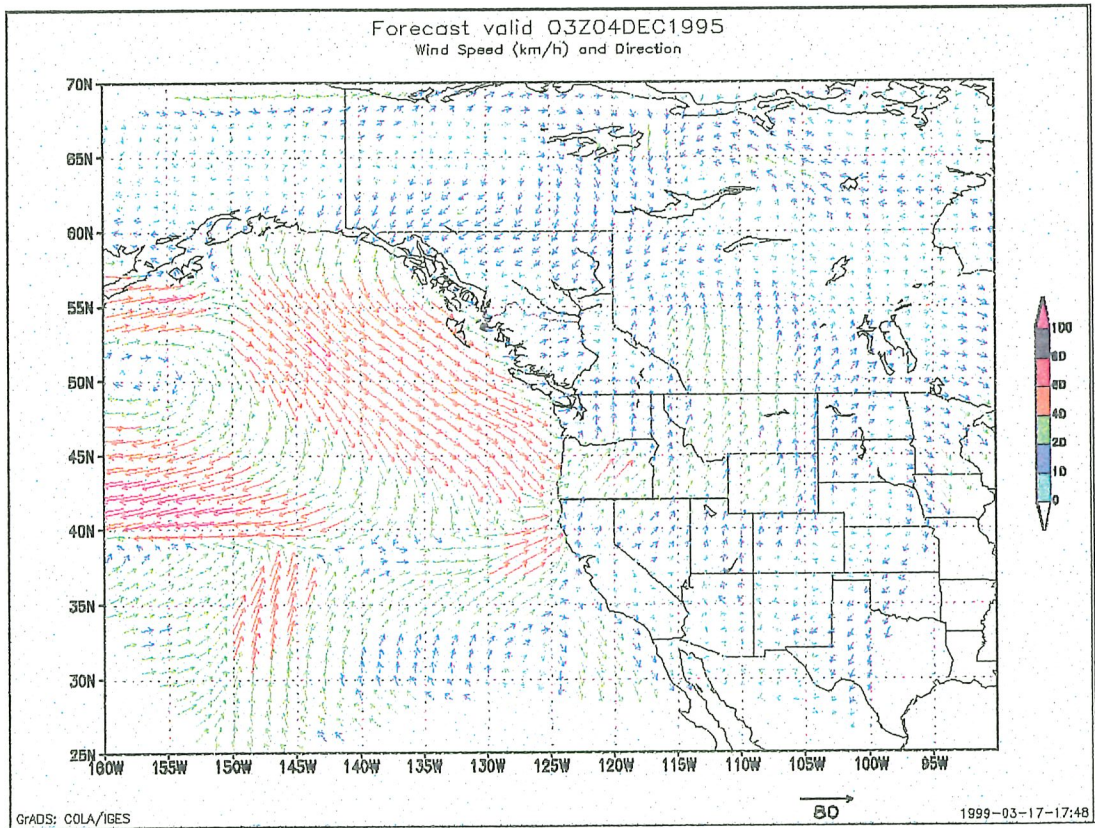 Forecast valid 03Z04DEC1995
Wind Speed (km/h) and Direction
70N
65N
60N
55N
50N
45N
40N
35N
30N
25N
160W 155W 150W 145W 140W 135W 130W 125W 120W 115W 110W 105W 100W 95W
100
60
40
20
10
0
80
GrADS: COLA/IGES
1999-03-17-17:48